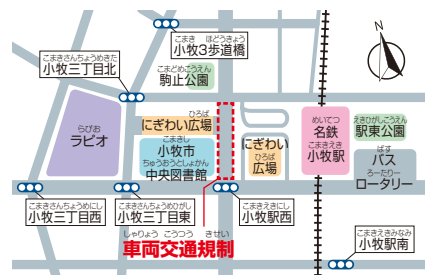 こまき ほどうきょう
小牧3歩道橋
N
こまきさんちょうめきた
小牧三丁目北
こまどめこうえん
駒止公園
らぴお
ラピオ
ひろば
にぎわい広場
こまきし
小牧市
ちゅうおうとしょかん
中央図書館
にぎわい
ひろば
広場
めいてつ
名鉄
こまきえき
小牧駅
えきひがしこうえん
駅東公園
ばす
バス
ろーたりー
ロータリー
こまきさんちょうめにし
小牧三丁目西
こまきさんちょうめひがし
小牧三丁目東
こまきえきにし
小牧駅西
こまきえきみなみ
小牧駅南
しゃりょう こうつう きせい
車両交通規制